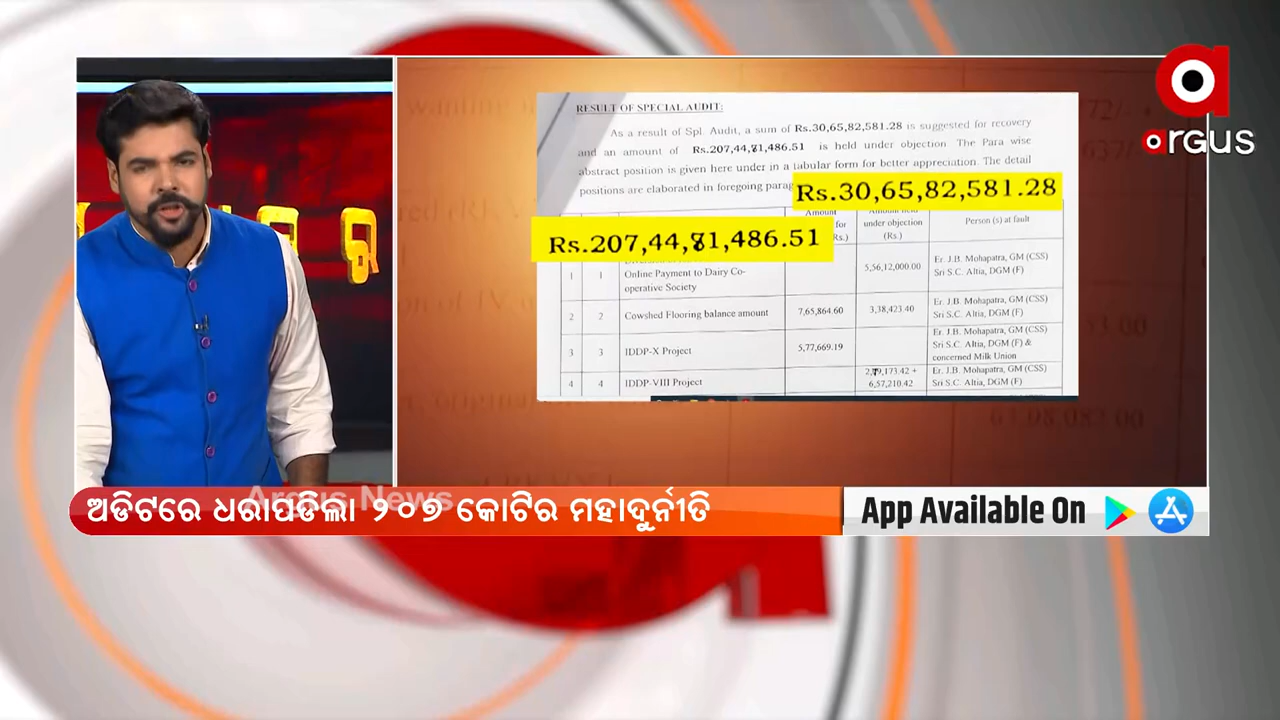 argus
RESULT OF SPECIAL AUDIT:
As a result of Spl. Audit, a sum of Rs.30,65,82,581.28 is suggested for recovery
and an amount of Rs.207,44,71,486.51 is held under objection. The Para wise
abstract position is given here under in a tabular form for better appreciation. The detail
positions are elaborated in foregoing
Rs.30,65,82,581.28
Rs.207,44,71,486.51
Amount
for
Rs.)
under objection
(Rs.)
Person (s) at fault
1 1 Online Payment to Dairy Co-
operative Society
5,56,12,000.00
Er. J.B. Mohapatra, GM (CSS)
Sri S.C. Altia, DGM (F)
2 2 Cowshed Flooring balance amount 7,65,864.60 3,38,423.40
Er. J.B. Mohapatra, GM (CSS)
Sri S.C. Altia, DGM (F)
3 3 IDDP-X Project 5,77,669.19
Er. J.B. Mohapatra, GM (CSS)
Sri S.C. Altia, DGM (F) &
concerned Milk Union
4 4 IDDP-VIII Project
6,57,210.42
Er. J.B. Mohapatra, GM (CSS)
Sri S.C. Altia, DGM (F)
Argus News
ଅଡିଟରେ ଧରାପଡିଲା ୨୦୭ କୋଟିର ମହାଦୁର୍ନୀତି
App Available On